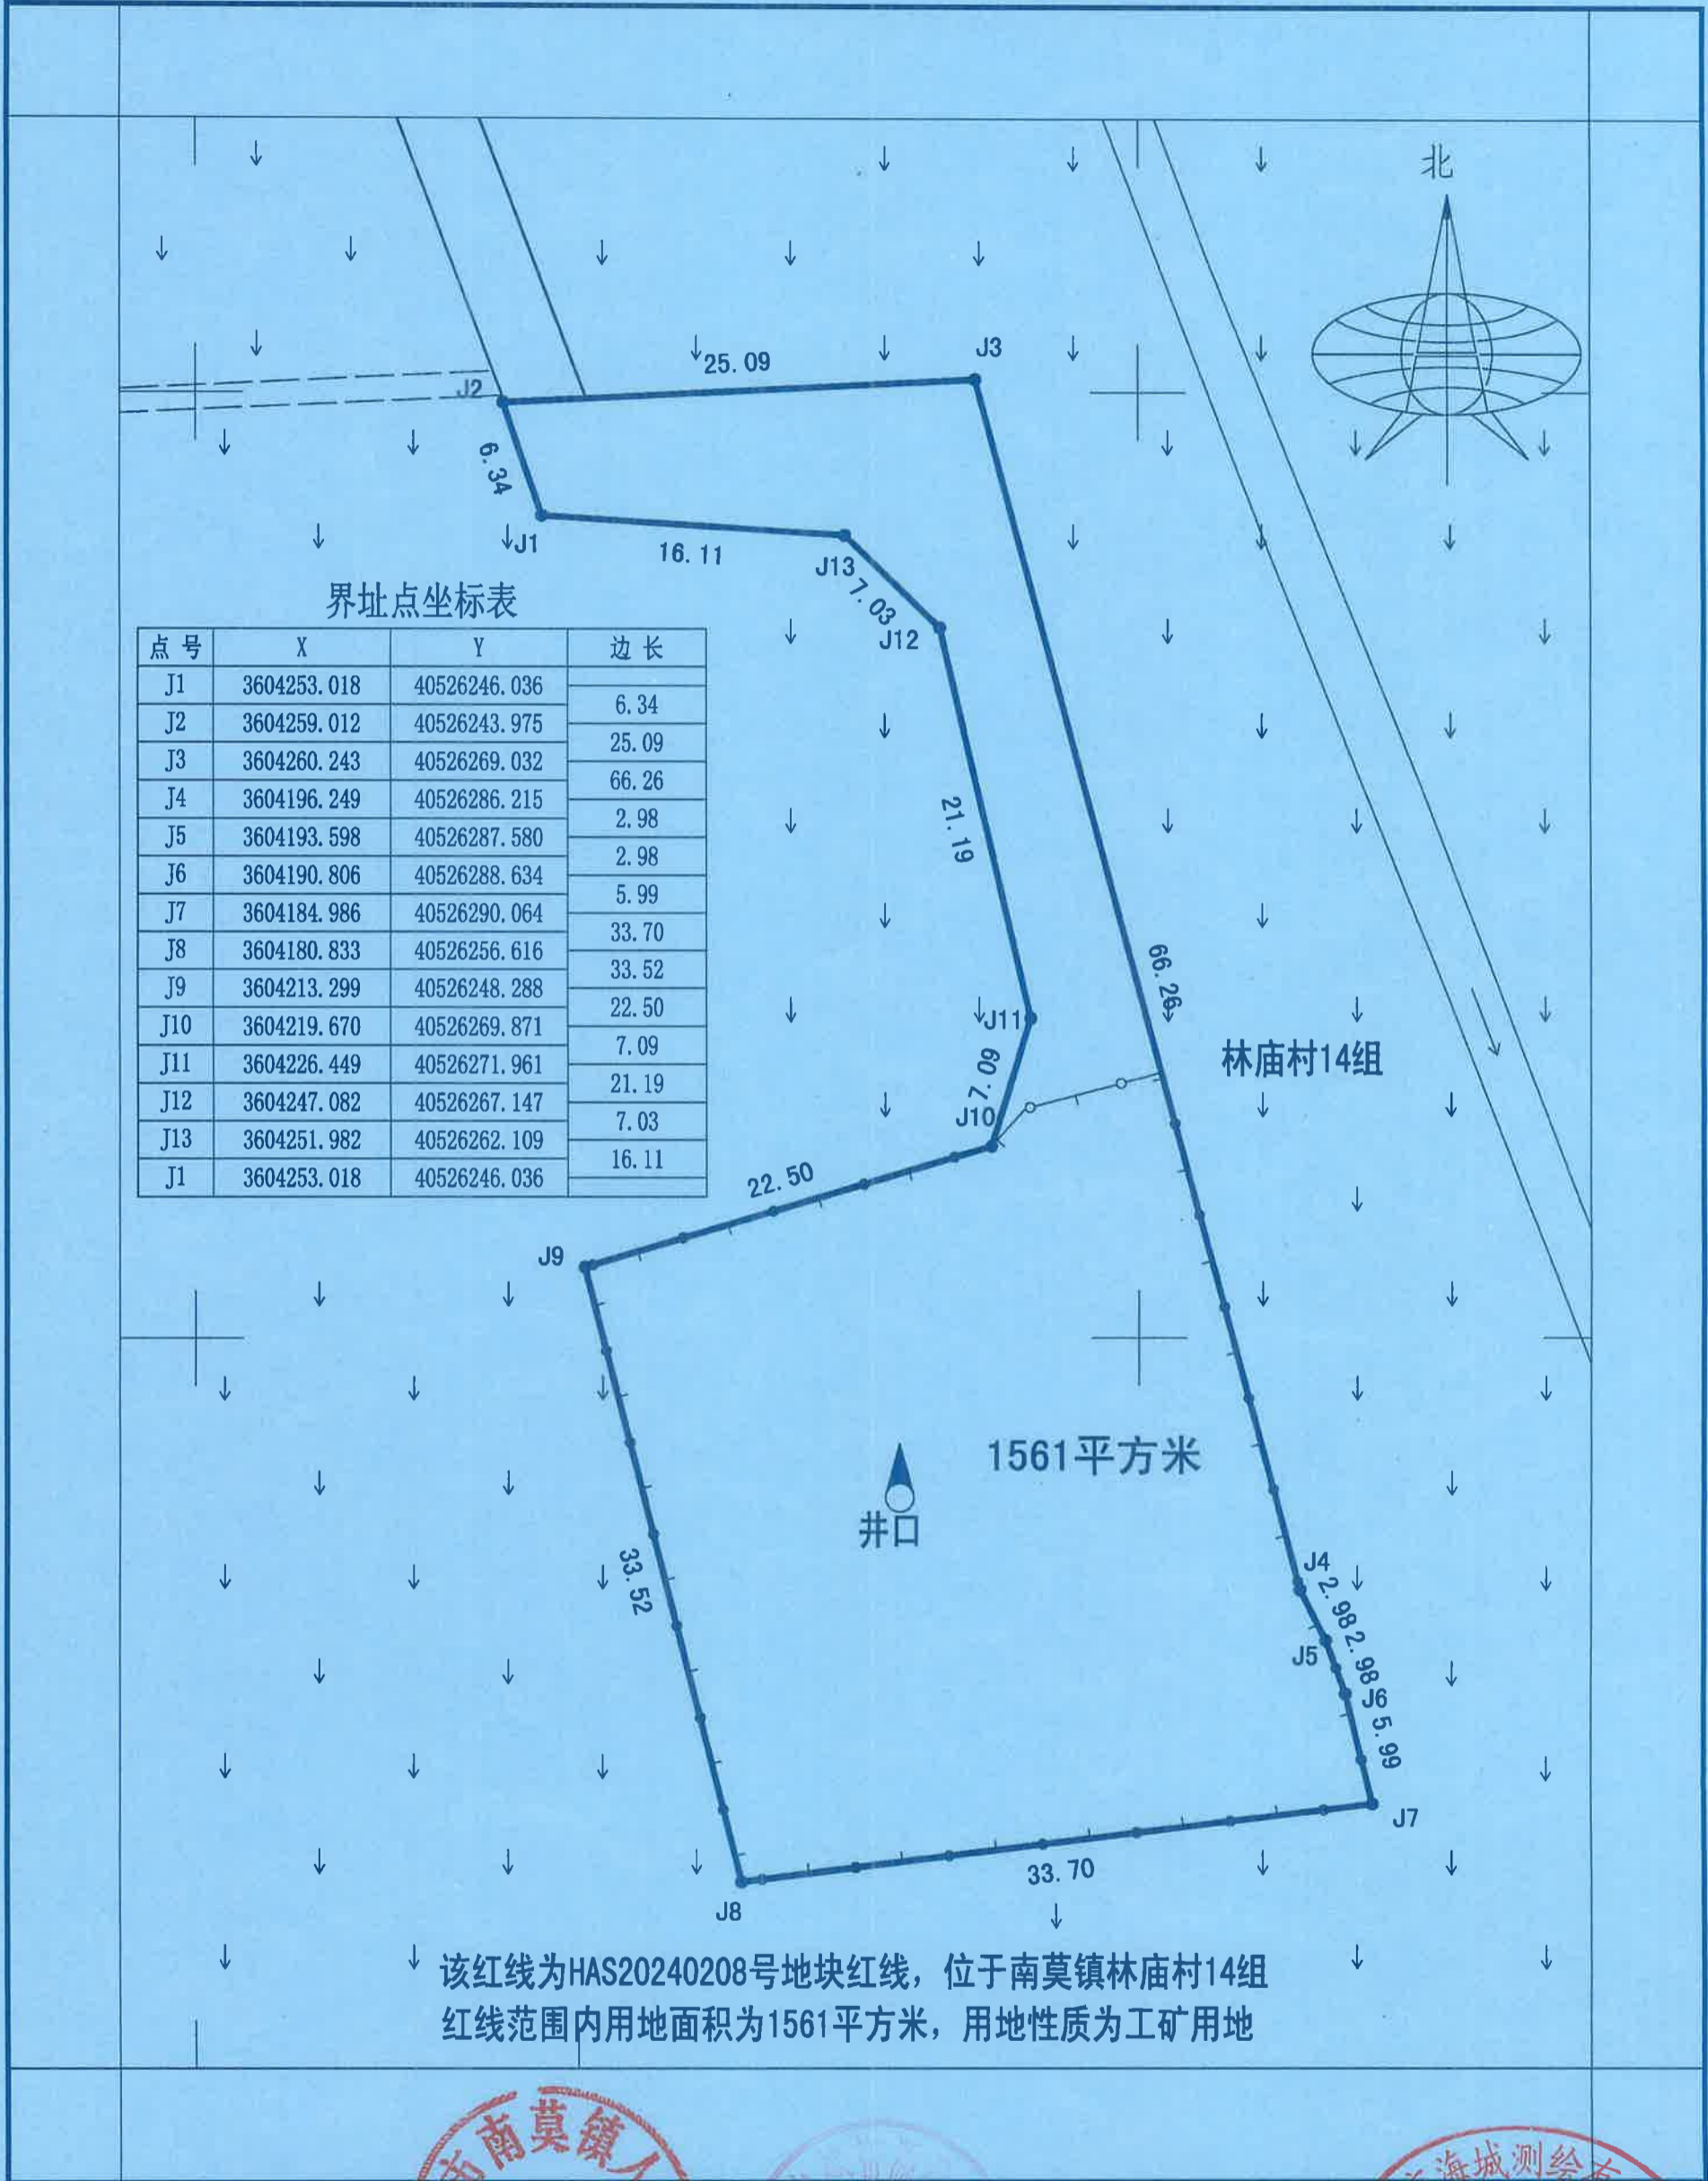 北
25.09
J3
J2
6.34
J1
16.11
J13
7.03
J12
界址点坐标表
点号 X Y 边长
J1 3604253.018 40526246.036
6.34
J2 3604259.012 40526243.975
25.09
J3 3604260.243 40526269.032
66.26
J4 3604196.249 40526286.215
2.98
J5 3604193.598 40526287.580
2.98
J6 3604190.806 40526288.634
5.99
J7 3604184.986 40526290.064
33.70
J8 3604180.833 40526256.616
33.52
J9 3604213.299 40526248.288
22.50
J10 3604219.670 40526269.871
7.09
J11 3604226.449 40526271.961
21.19
J12 3604247.082 40526267.147
7.03
J13 3604251.982 40526262.109
16.11
J1 3604253.018 40526246.036
21.19
66.26
J11
7.09
林庙村14组
J10
22.50
J9
1561平方米
井口
33.52
J4
2.98
J5
2.98
J6
5.99
J7
33.70
J8
该红线为HAS20240208号地块红线，位于南莫镇林庙村14组
红线范围内用地面积为1561平方米，用地性质为工矿用地
市南莫镇人
海城测绘